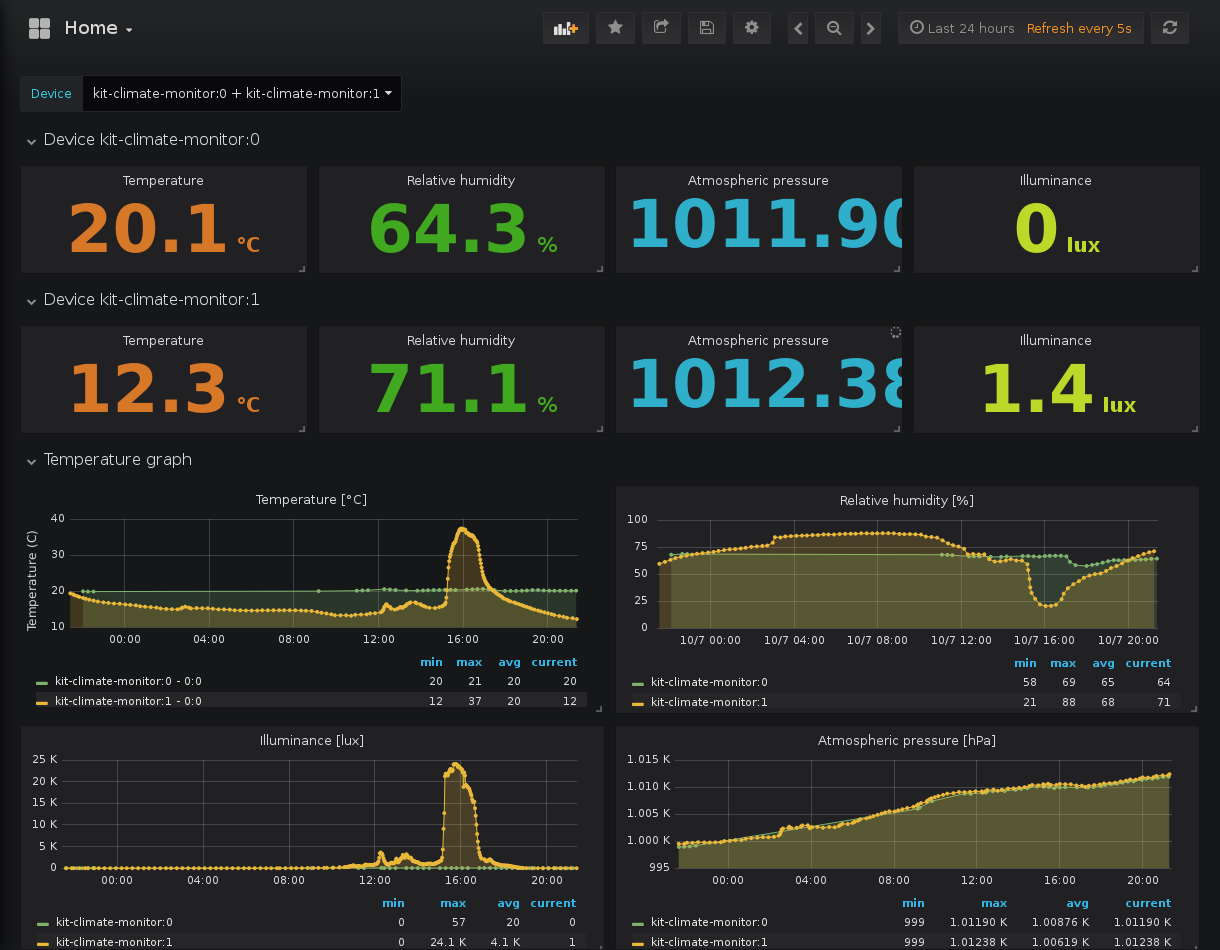 Home
Last 24 hours Refresh every 5s
Device kit-climate-monitor:0 + kit-climate-monitor:1
Device kit-climate-monitor:0
Temperature Relative humidity Atmospheric pressure Illuminance
20.1 °C 64.3 % 1011.90 0 lux
Device kit-climate-monitor:1
Temperature Relative humidity Atmospheric pressure Illuminance
12.3 °C 71.1 % 1012.38 1.4 lux
Temperature graph
Temperature [°C]
Temperature (C)
40
30
20
10
00:00 04:00 08:00 12:00 16:00 20:00
min max avg current
kit-climate-monitor:0 - 0:0 20 21 20 20
kit-climate-monitor:1 - 0:0 12 37 20 12
Relative humidity [%]
100
75
50
25
0
10/7 00:00 10/7 04:00 10/7 08:00 10/7 12:00 10/7 16:00 10/7 20:00
min max avg current
kit-climate-monitor:0 58 69 65 64
kit-climate-monitor:1 21 88 68 71
Illuminance [lux]
25 K
20 K
15 K
10 K
5 K
0
00:00 04:00 08:00 12:00 16:00 20:00
min max avg current
kit-climate-monitor:0 0 57 20 0
kit-climate-monitor:1 0 24.1 K 4.1 K 1
Atmospheric pressure [hPa]
1.015 K
1.010 K
1.005 K
1.000 K
995
00:00 04:00 08:00 12:00 16:00 20:00
min max avg current
kit-climate-monitor:0 999 1.01190 K 1.00876 K 1.01190 K
kit-climate-monitor:1 999 1.01238 K 1.00619 K 1.01238 K